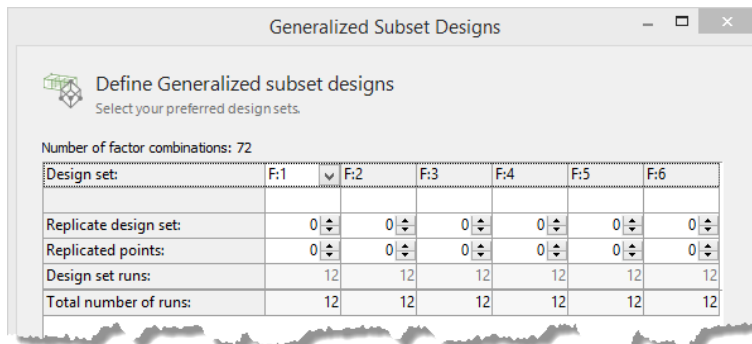 Generalized Subset Designs
Define Generalized subset designs
Select your preferred design sets.
Number of factor combinations: 72
Design set: F:1 F:2 F:3 F:4 F:5 F:6
Replicate design set: 0 0 0 0 0 0
Replicated points: 0 0 0 0 0 0
Design set runs: 12 12 12 12 12 12
Total number of runs: 12 12 12 12 12 12